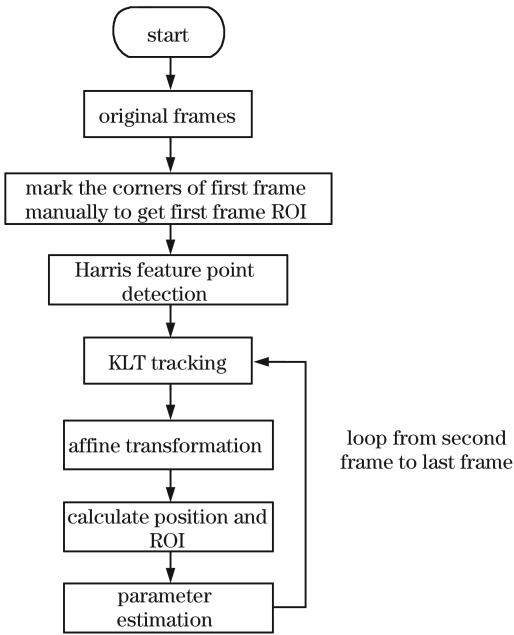 start
original frames
mark the corners of first frame
manually to get first frame ROI
Harris feature point
detection
KLT tracking
affine transformation
loop from second
frame to last frame
calculate position and
ROI
parameter
estimation